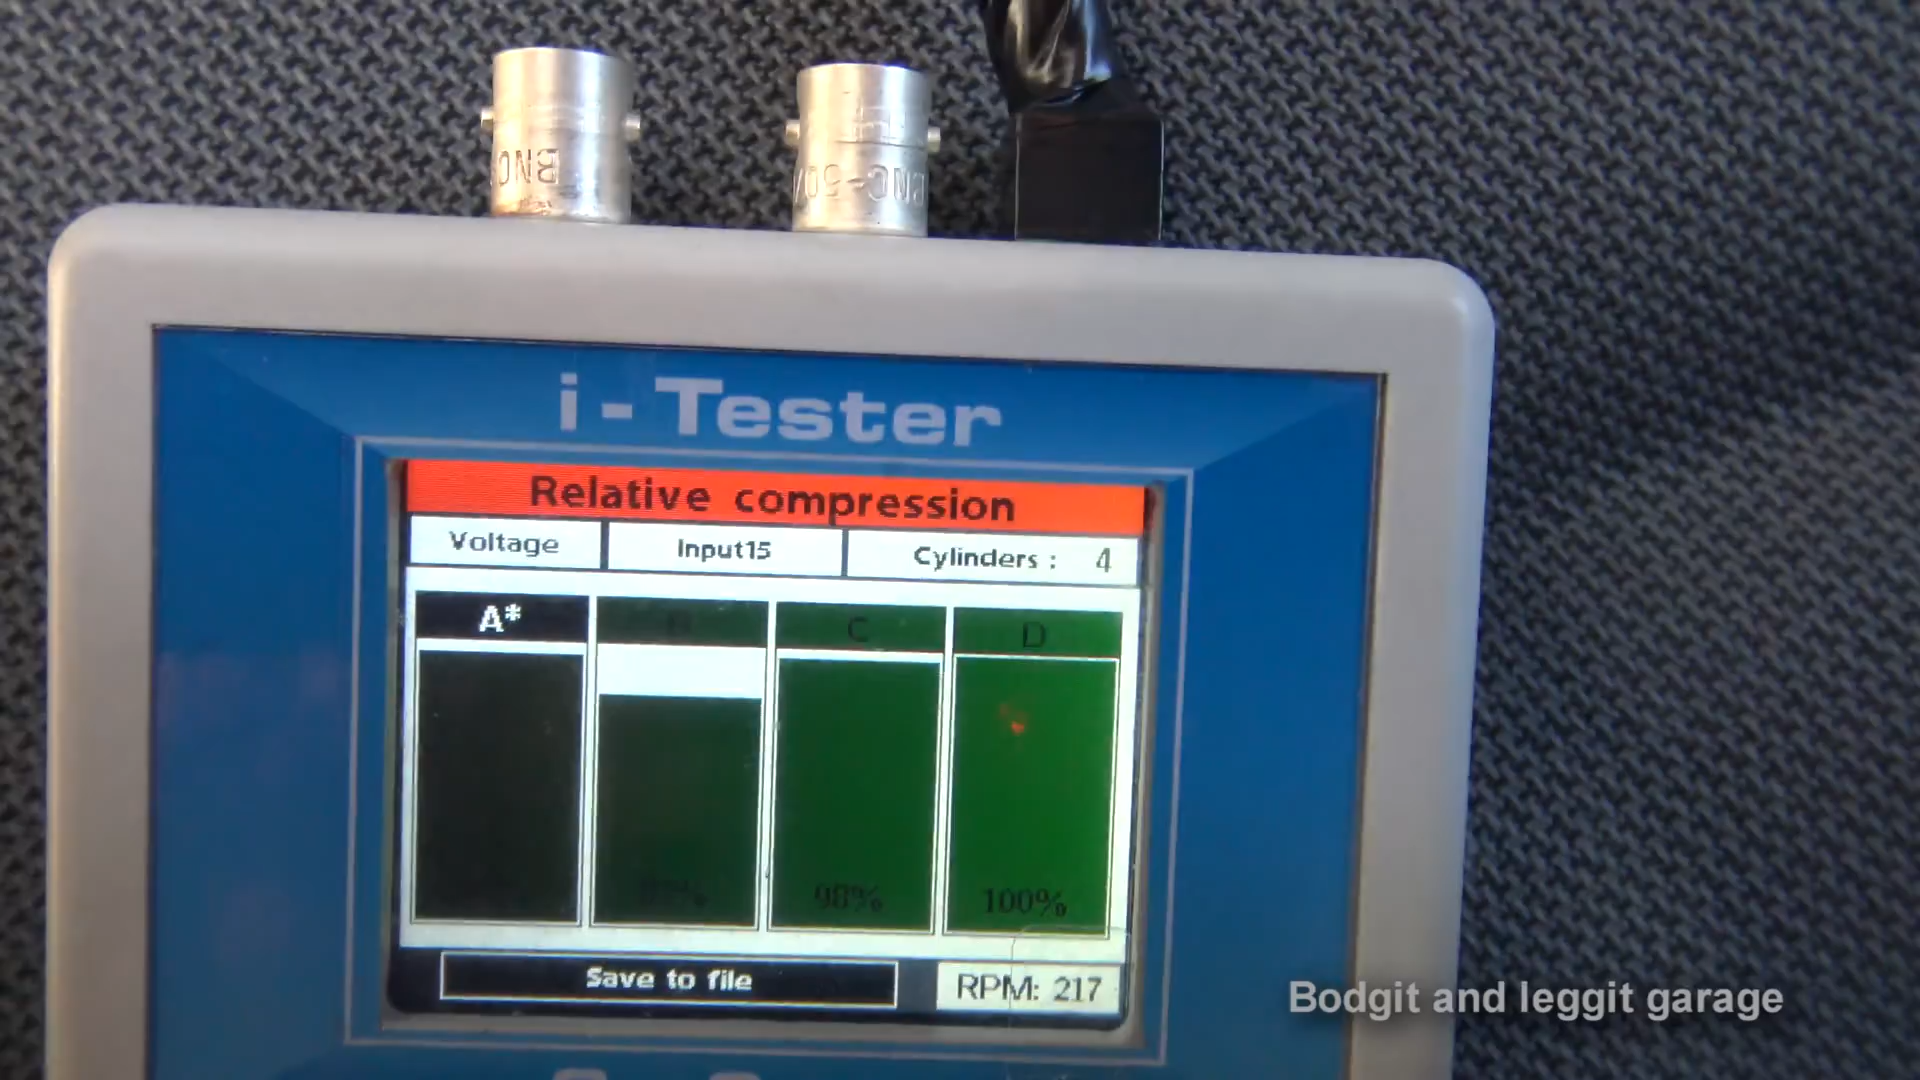 BNC
BNC-50
i-Tester
Relative compression
Voltage Input15 Cylinders: 4
A* B C D
98% 100%
Save to file RPM: 217
Bodgit and leggit garage